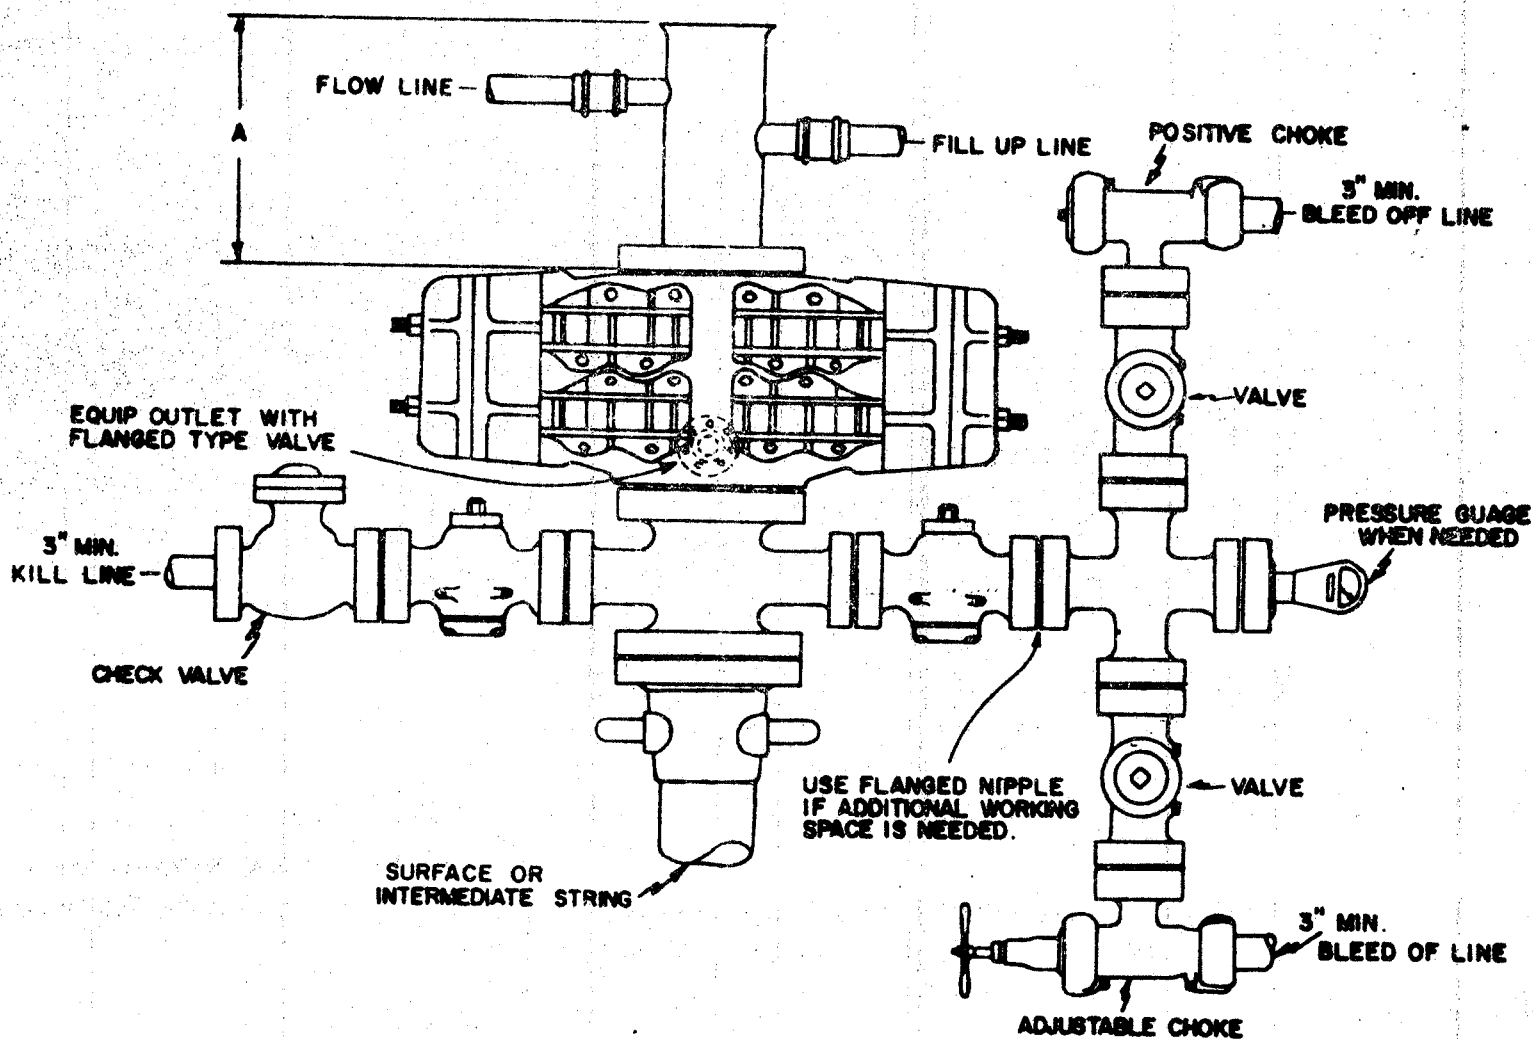 FLOW LINE
A
FILL UP LINE
POSITIVE CHOKE
3" MIN.
BLEED OFF LINE
VALVE
EQUIP OUTLET WITH
FLANGED TYPE VALVE
PRESSURE GUAGE
WHEN NEEDED
3" MIN.
KILL LINE
CHECK VALVE
USE FLANGED NIPPLE
IF ADDITIONAL WORKING
SPACE IS NEEDED.
VALVE
SURFACE OR
INTERMEDIATE STRING
3" MIN.
BLEED OF LINE
ADJUSTABLE CHOKE